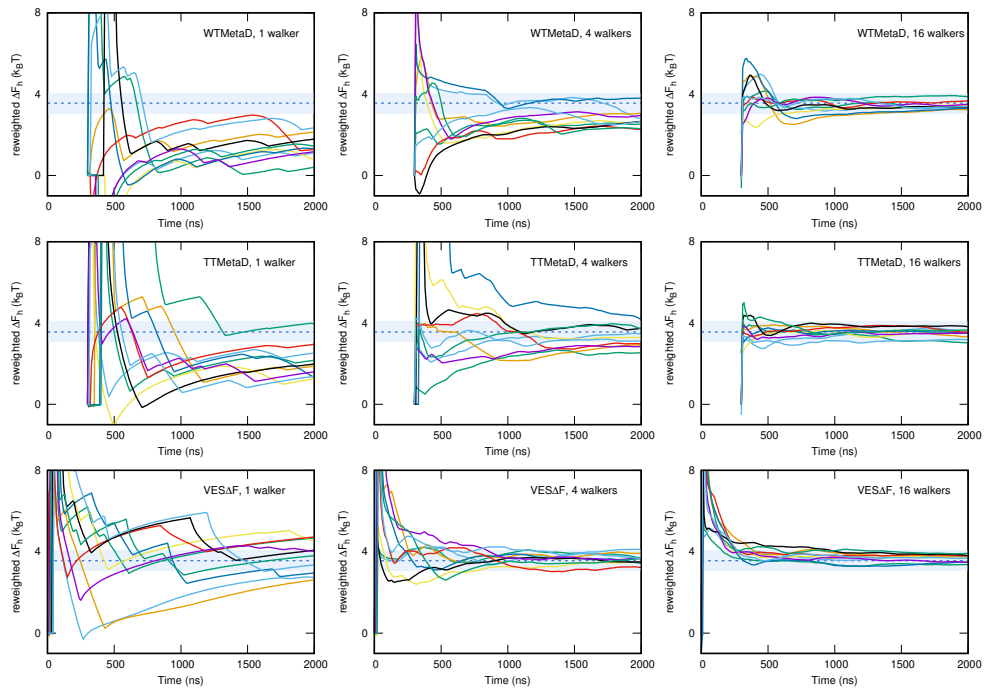 WTMetaD, 1 walker
reweighted ΔF_h (k_BT)
8
4
0
0 500 1000 1500 2000
Time (ns)
WTMetaD, 4 walkers
reweighted ΔF_h (k_BT)
8
4
0
0 500 1000 1500 2000
Time (ns)
WTMetaD, 16 walkers
reweighted ΔF_h (k_BT)
8
4
0
0 500 1000 1500 2000
Time (ns)
TTMetaD, 1 walker
reweighted ΔF_h (k_BT)
8
4
0
0 500 1000 1500 2000
Time (ns)
TTMetaD, 4 walkers
reweighted ΔF_h (k_BT)
8
4
0
0 500 1000 1500 2000
Time (ns)
TTMetaD, 16 walkers
reweighted ΔF_h (k_BT)
8
4
0
0 500 1000 1500 2000
Time (ns)
VESΔF, 1 walker
reweighted ΔF_h (k_BT)
8
4
0
0 500 1000 1500 2000
Time (ns)
VESΔF, 4 walkers
reweighted ΔF_h (k_BT)
8
4
0
0 500 1000 1500 2000
Time (ns)
VESΔF, 16 walkers
reweighted ΔF_h (k_BT)
8
4
0
0 500 1000 1500 2000
Time (ns)